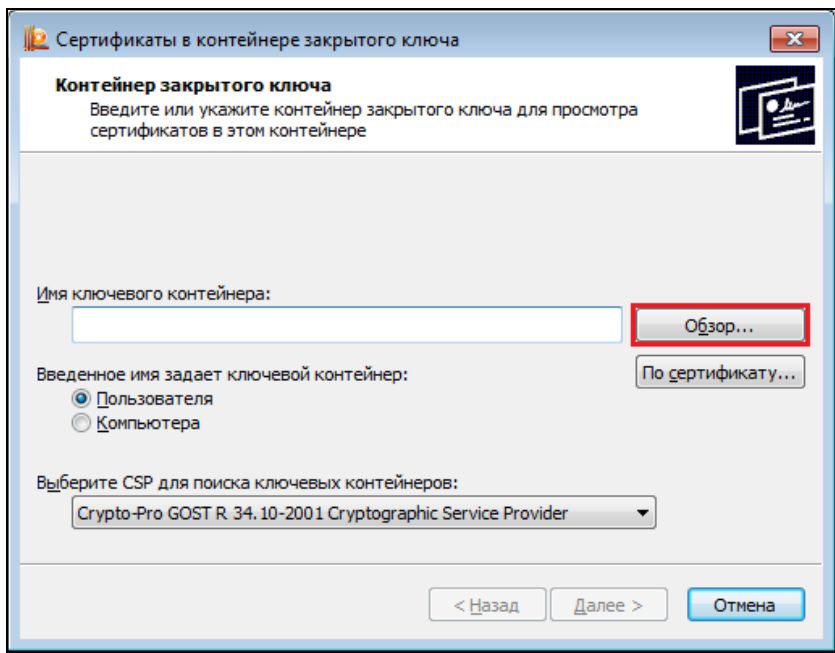 Сертификаты в контейнере закрытого ключа
Контейнер закрытого ключа
Введите или укажите контейнер закрытого ключа для просмотра
сертификатов в этом контейнере
Имя ключевого контейнера:
Обзор...
Введенное имя задает ключевой контейнер:
По сертификату...
Пользователя
Компьютера
Выберите CSP для поиска ключевых контейнеров:
Crypto-Pro GOST R 34.10-2001 Cryptographic Service Provider
< Назад
Далее >
Отмена